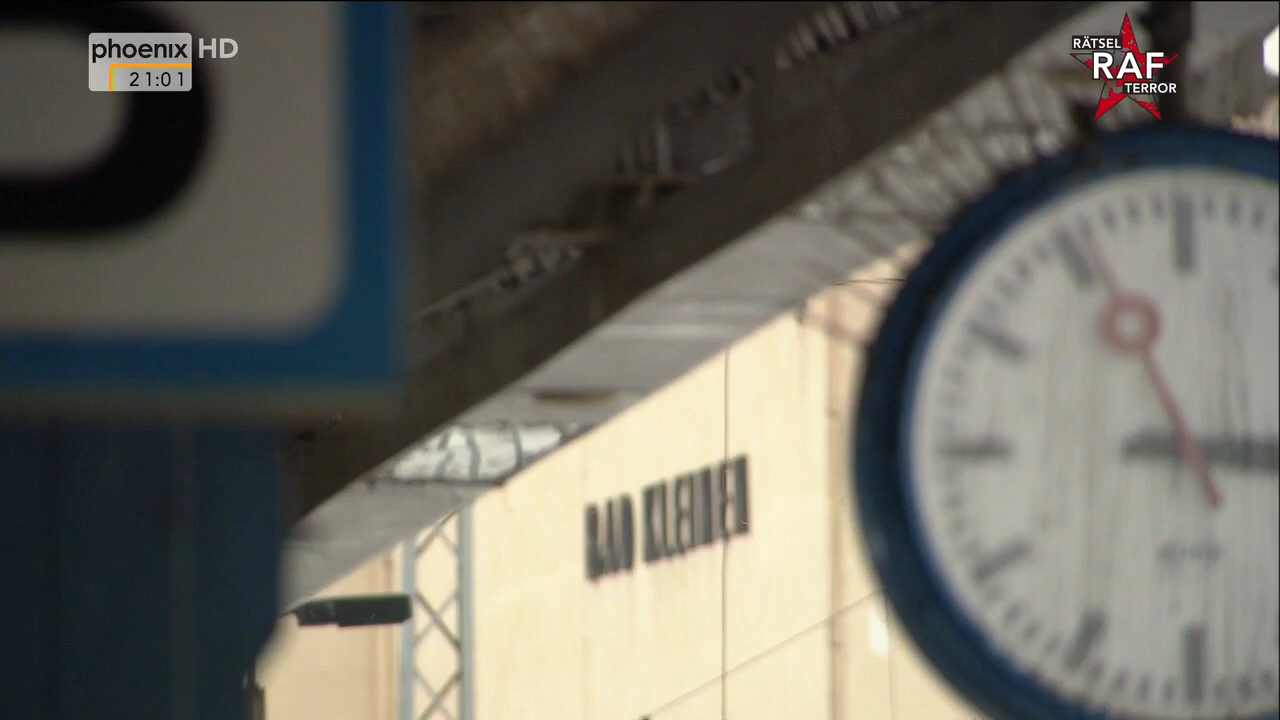 phoenix HD
21:01
RÄTSEL
RAF
TERROR
BAD KLEINEN